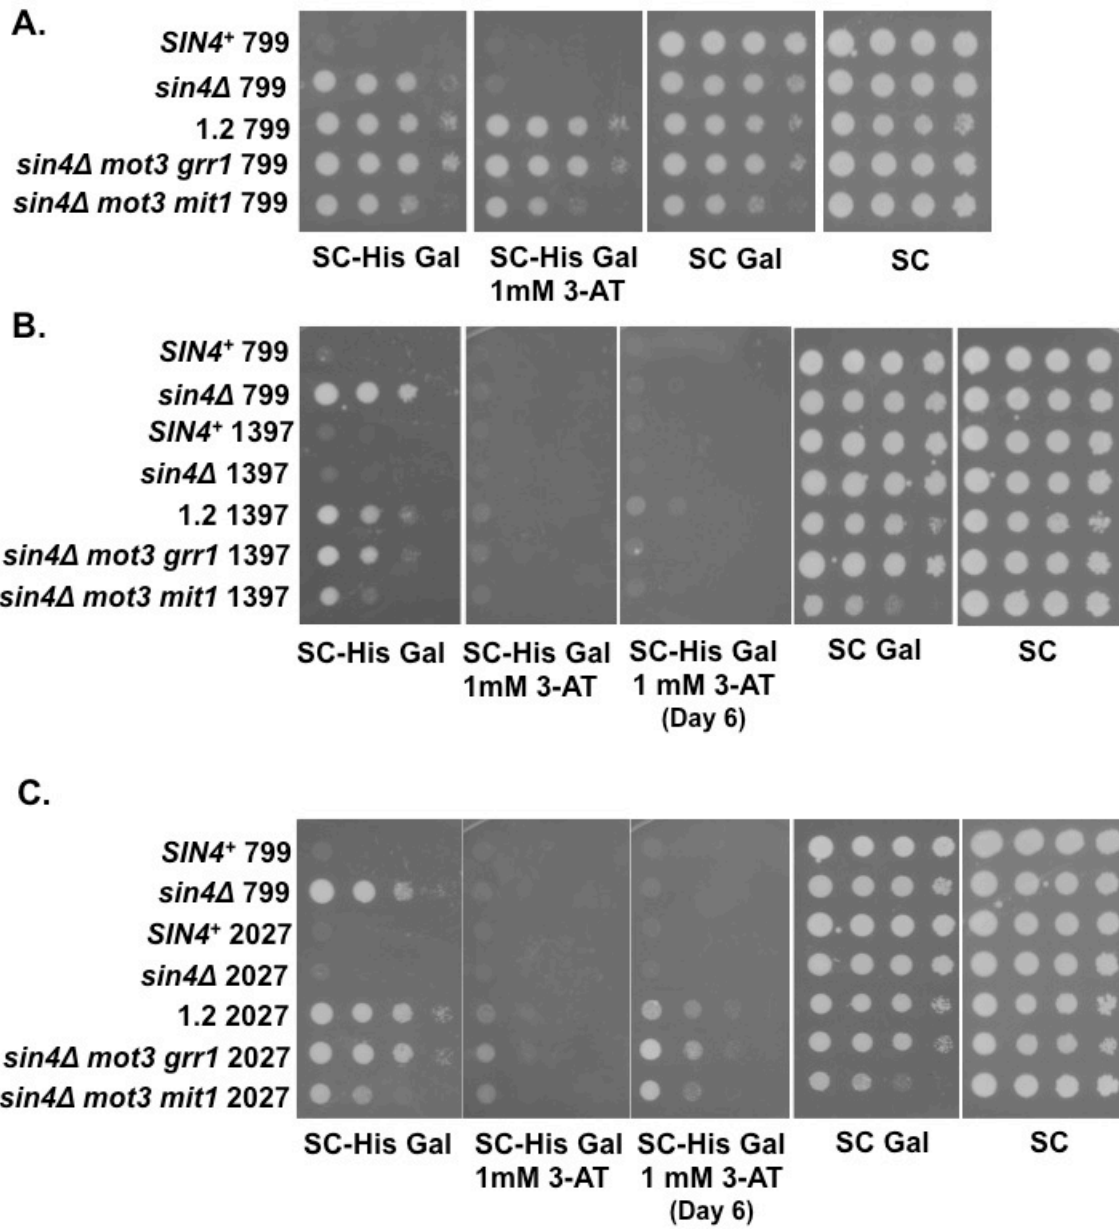 A.
SIN4⁺ 799
sin4Δ 799
1.2 799
sin4Δ mot3 grr1 799
sin4Δ mot3 mit1 799
SC-His Gal
SC-His Gal
1mM 3-AT
SC Gal
SC
B.
SIN4⁺ 799
sin4Δ 799
SIN4⁺ 1397
sin4Δ 1397
1.2 1397
sin4Δ mot3 grr1 1397
sin4Δ mot3 mit1 1397
SC-His Gal
SC-His Gal
1mM 3-AT
SC-His Gal
1 mM 3-AT
(Day 6)
SC Gal
SC
C.
SIN4⁺ 799
sin4Δ 799
SIN4⁺ 2027
sin4Δ 2027
1.2 2027
sin4Δ mot3 grr1 2027
sin4Δ mot3 mit1 2027
SC-His Gal
SC-His Gal
1mM 3-AT
SC-His Gal
1 mM 3-AT
(Day 6)
SC Gal
SC